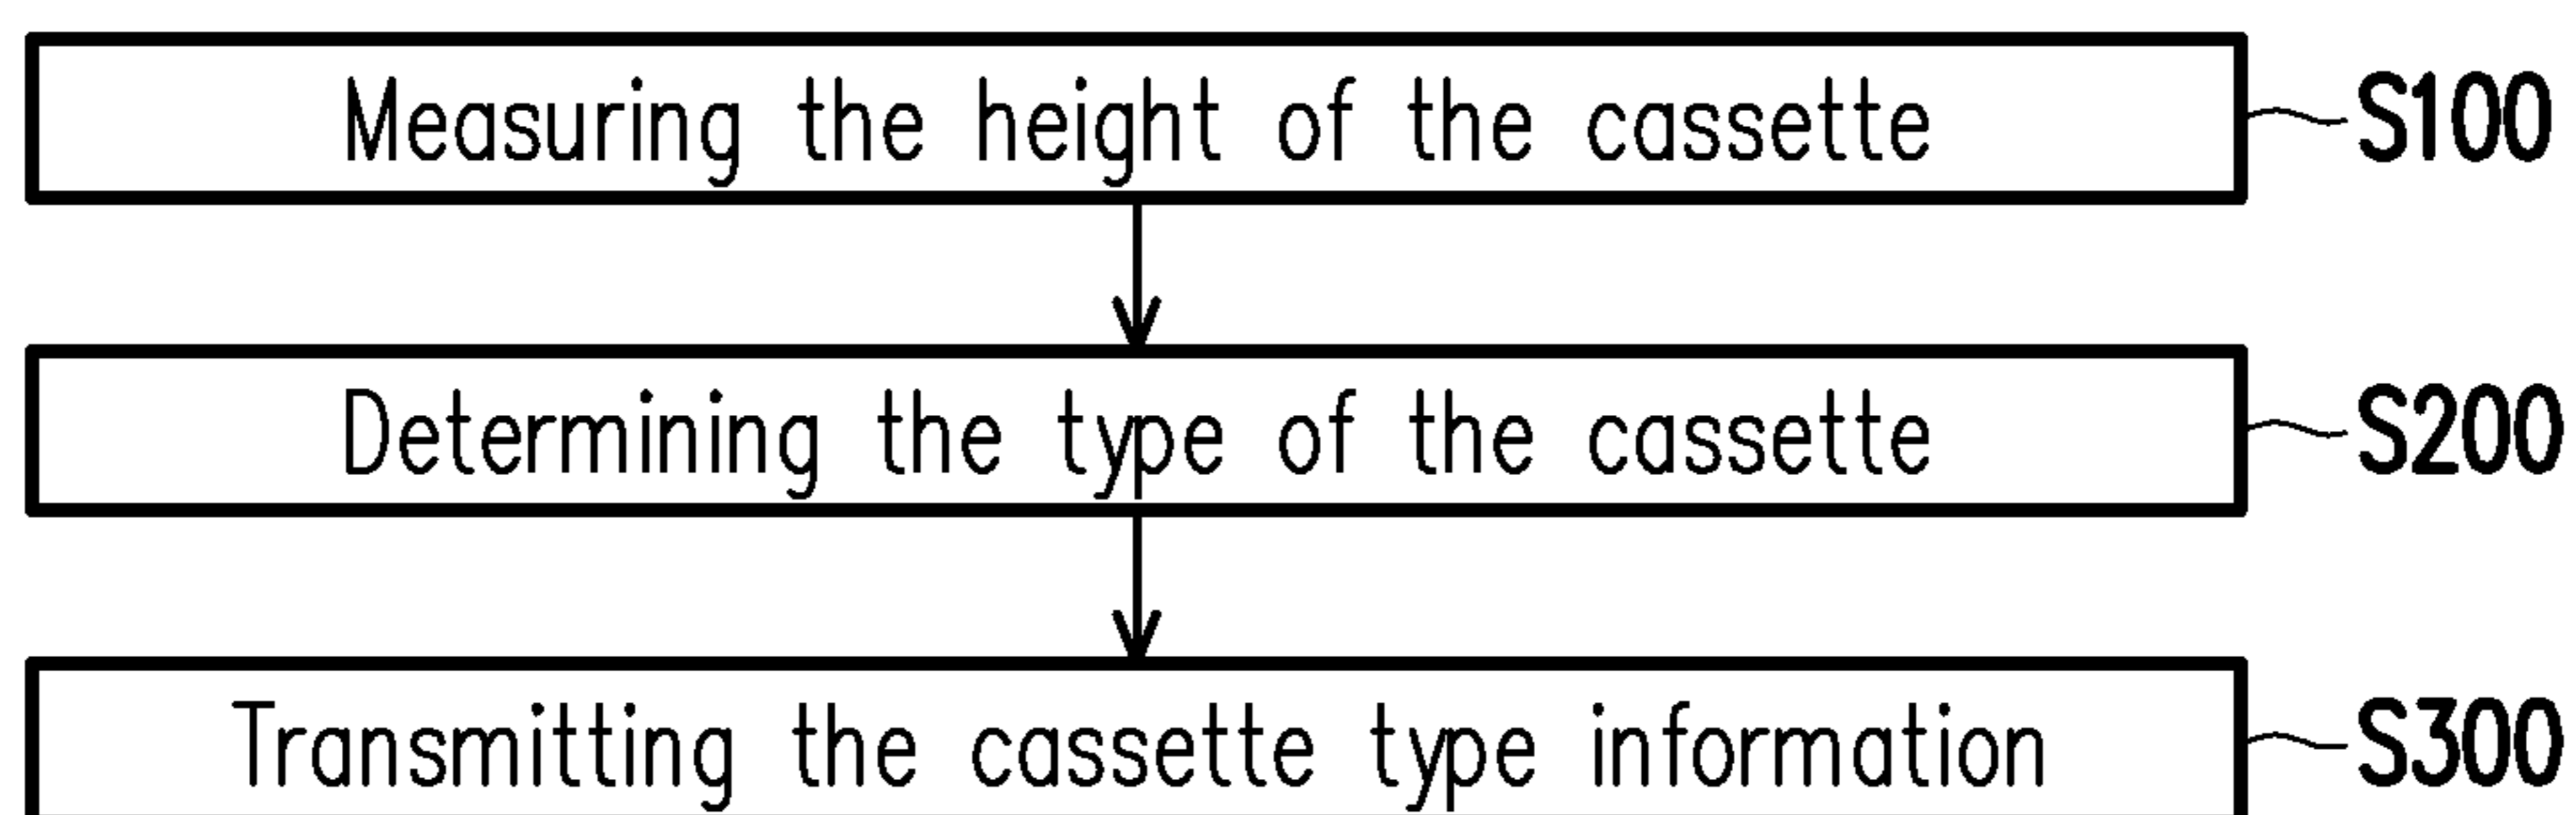 Measuring the height of the cassette S100
Determining the type of the cassette S200
Transmitting the cassette type information S300